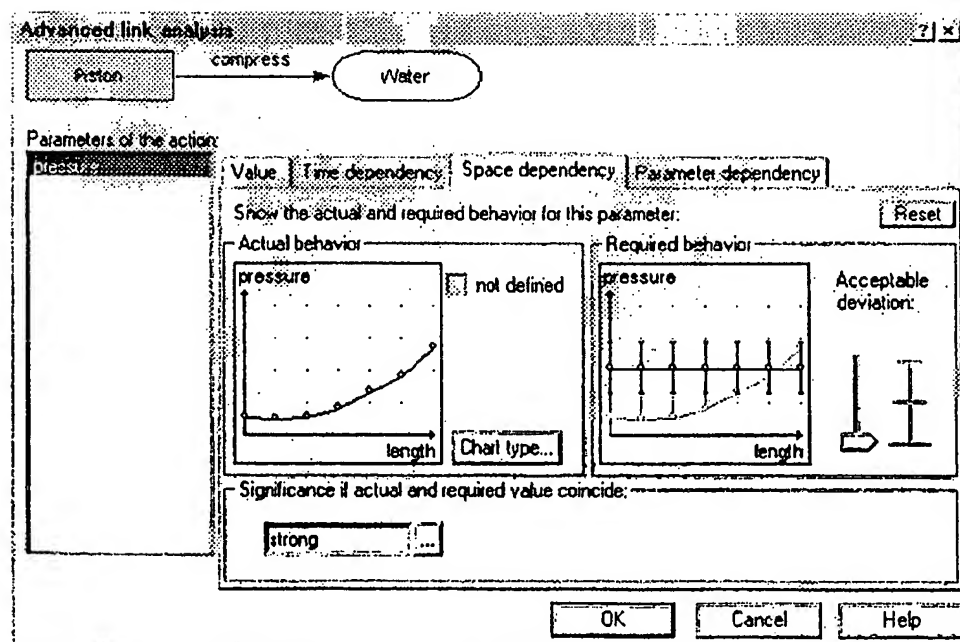 Advanced link analysis
? ×
Piston
compress
Water
Parameters of the action:
pressure
Value
Time dependency
Space dependency
Parameter dependency
Show the actual and required behavior for this parameter:
Reset
Actual behavior
pressure
length
not defined
Chart type...
Required behavior
pressure
length
Acceptable
deviation:
Significance if actual and required value coincide:
strong
...
OK
Cancel
Help